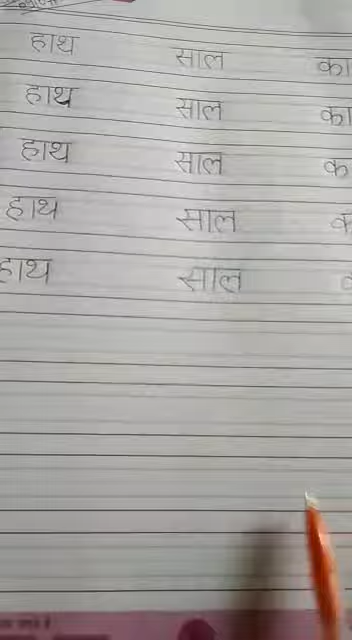 हाथ साल का
हाथ साल का
हाथ साल क
हाथ साल
हाथ साल